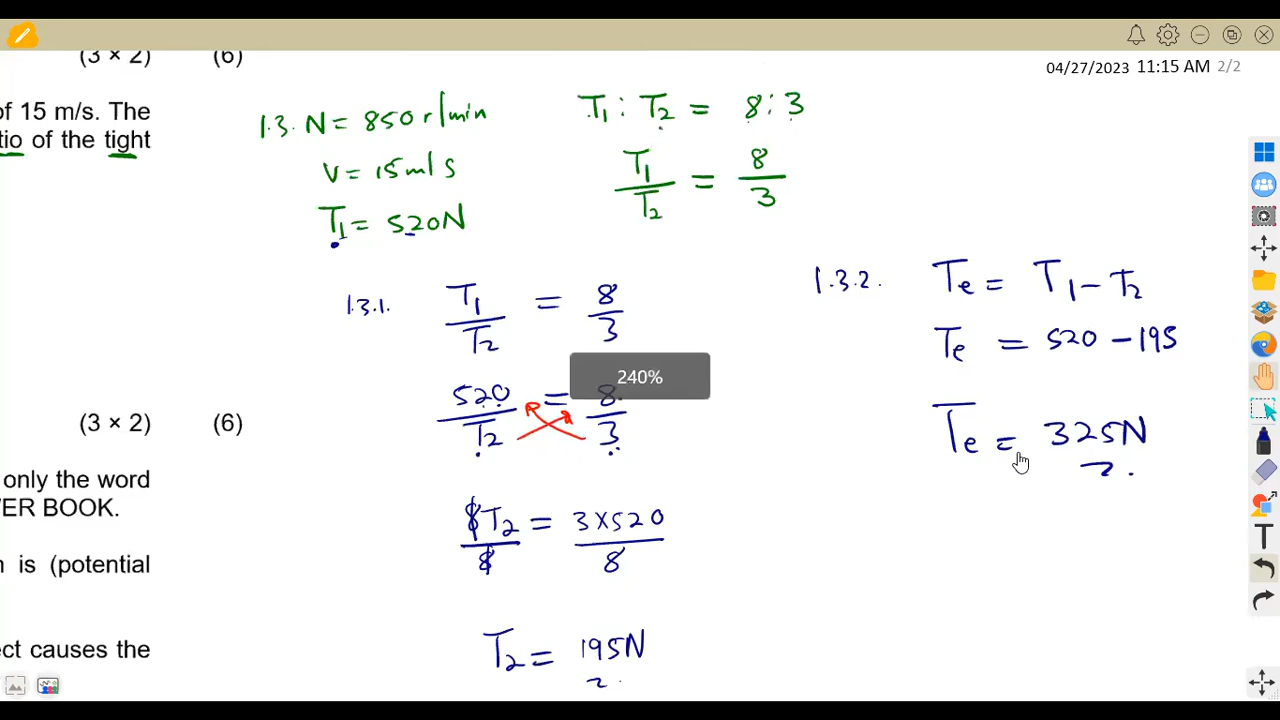 04/27/2023 11:15 AM 2/2
(3 × 2) (6)
of 15 m/s. The
tio of the tight
(3 × 2) (6)
only the word
ER BOOK.
n is (potential
ect causes the
1.3. N = 850 r/min
V = 15 m/s
T1 = 520N
T1 : T2 = 8 : 3
T1/T2 = 8/3
1.3.1. T1/T2 = 8/3
240%
520/T2 = 8/3
8T2/8 = 3×520/8
T2 = 195N
1.3.2. Te = T1 - T2
Te = 520 - 195
Te = 325N
T